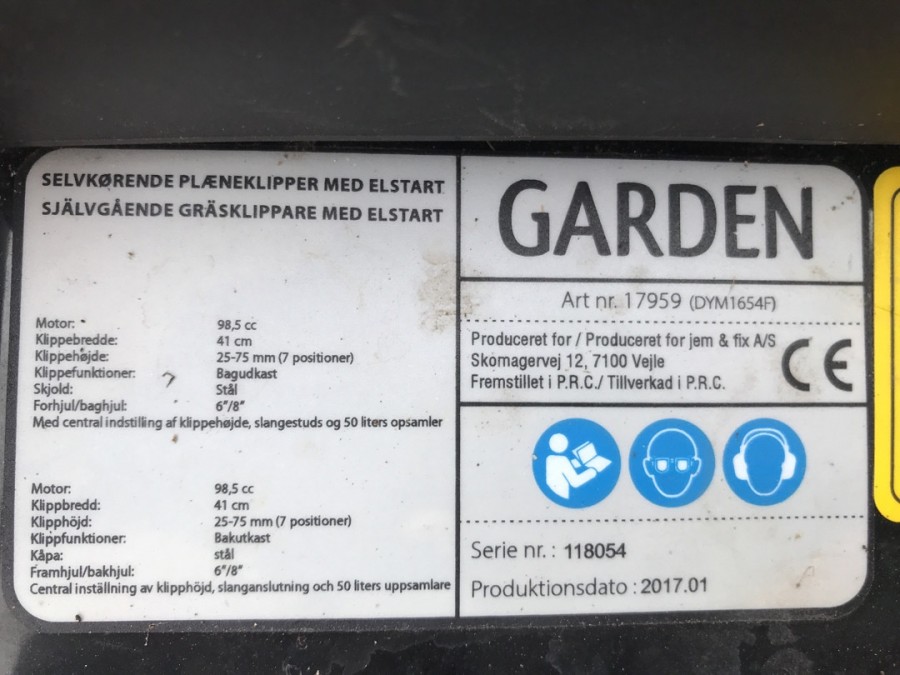 SELVKØRENDE PLÆNEKLIPPER MED ELSTART
SJÄLVGÅENDE GRÄSKLIPPARE MED ELSTART
Motor: 98,5 cc
Klippebredde: 41 cm
Klippehøjde: 25-75 mm (7 positioner)
Klippefunktioner: Bagudkast
Skjold: Stål
Forhjul/baghjul: 6"/8"
Med central indstilling af klippehøjde, slangestuds og 50 liters opsamler
Motor: 98,5 cc
Klippbredd: 41 cm
Klipphöjd: 25-75 mm (7 positioner)
Klippfunktioner: Bakutkast
Kåpa: stål
Framhjul/bakhjul: 6"/8"
Central inställning av klipphöjd, slanganslutning och 50 liters uppsamlare
GARDEN
Art nr. 17959 (DYM1654F)
Produceret for / Produceret for jem & fix A/S
Skomagervej 12, 7100 Vejle
Fremstillet i P.R.C./ Tillverkad i P.R.C.
CE
Serie nr.: 118054
Produktionsdato : 2017.01